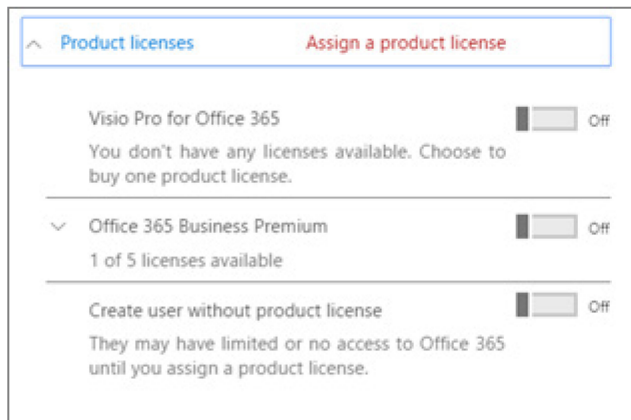 Product licenses Assign a product license
Visio Pro for Office 365 Off
You don't have any licenses available. Choose to
buy one product license.
Office 365 Business Premium Off
1 of 5 licenses available
Create user without product license Off
They may have limited or no access to Office 365
until you assign a product license.